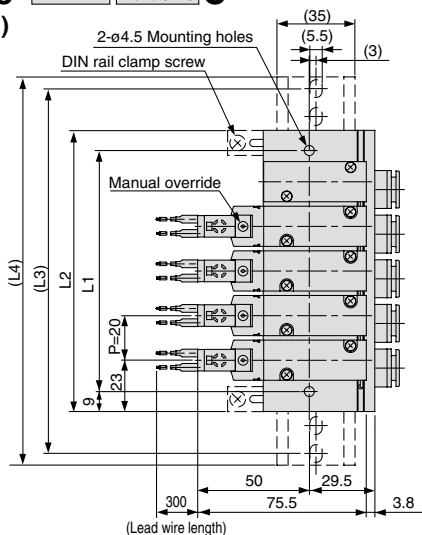 )
(35)
(5.5)
2-ø4.5 Mounting holes
(3)
DIN rail clamp screw
Manual override
(L4)
(L3)
L2
L1
P=20
23
9
50
29.5
300
75.5
3.8
(Lead wire length)